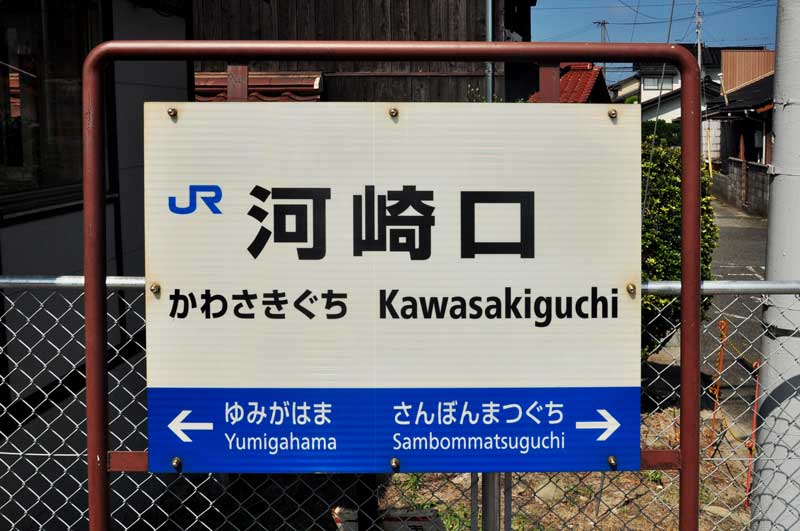 JR 河崎口
かわさきぐち Kawasakiguchi
← ゆみがはま さんぼんまつぐち →
Yumigahama Sambommatsuguchi